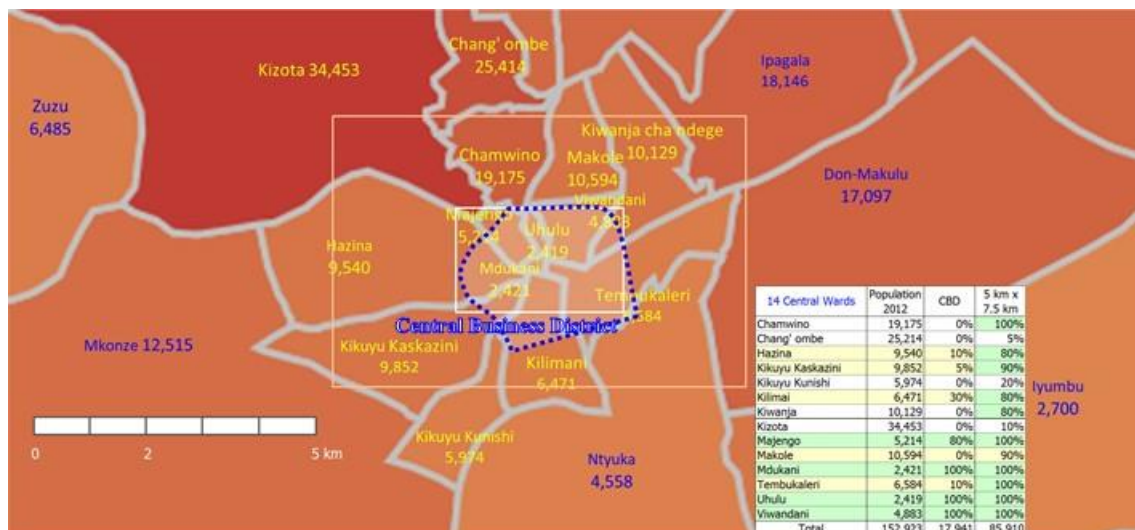 Chang' ombe
25,414
Kizota 34,453
Ipagala
18,146
Zuzu
6,485
Kiwanja cha ndege
10,129
Chamwino
19,175
Makole
10,594
Don-Makulu
17,097
Viwandani
Majengo
Uhulu
2,419
Hazina
9,540
Mdukani
2,421
Tembukaleri
Central Business District
Mkonze 12,515
Kikuyu Kaskazini
9,852
Kilimani
6,471
Iyumbu
2,700
Kikuyu Kunishi
5,974
Ntyuka
4,558
0 2 5 km
14 Central Wards Population 2012 CBD 5 km x 7.5 km
Chamwino 19,175 0% 100%
Chang' ombe 25,214 0% 5%
Hazina 9,540 10% 80%
Kikuyu Kaskazini 9,852 5% 90%
Kikuyu Kunishi 5,974 0% 20%
Kilimai 6,471 30% 80%
Kiwanja 10,129 0% 80%
Kizota 34,453 0% 10%
Majengo 5,214 80% 100%
Makole 10,594 0% 90%
Mdukani 2,421 100% 100%
Tembukaleri 6,584 10% 100%
Uhulu 2,419 100% 100%
Viwandani 4,883 100% 100%
Total 152,923 17,941 85,910